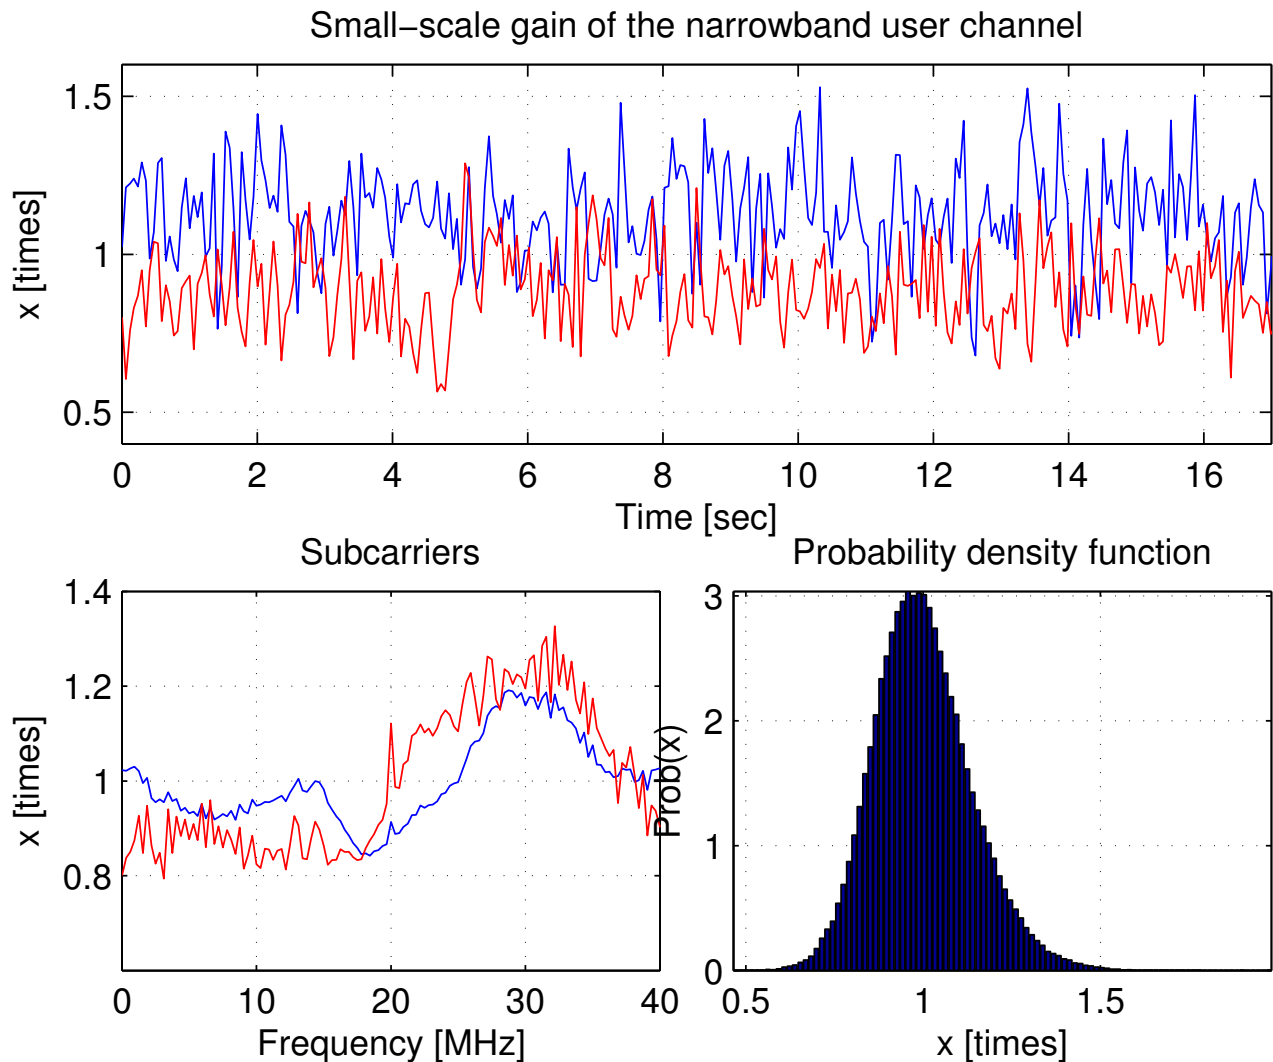 Small−scale gain of the narrowband user channel
1.5
1
0.5
x [times]
0 2 4 6 8 10 12 14 16
Time [sec]
Subcarriers
1.4
1.2
1
0.8
x [times]
0 10 20 30 40
Frequency [MHz]
Probability density function
3
2
1
0
Prob(x)
0.5 1 1.5
x [times]